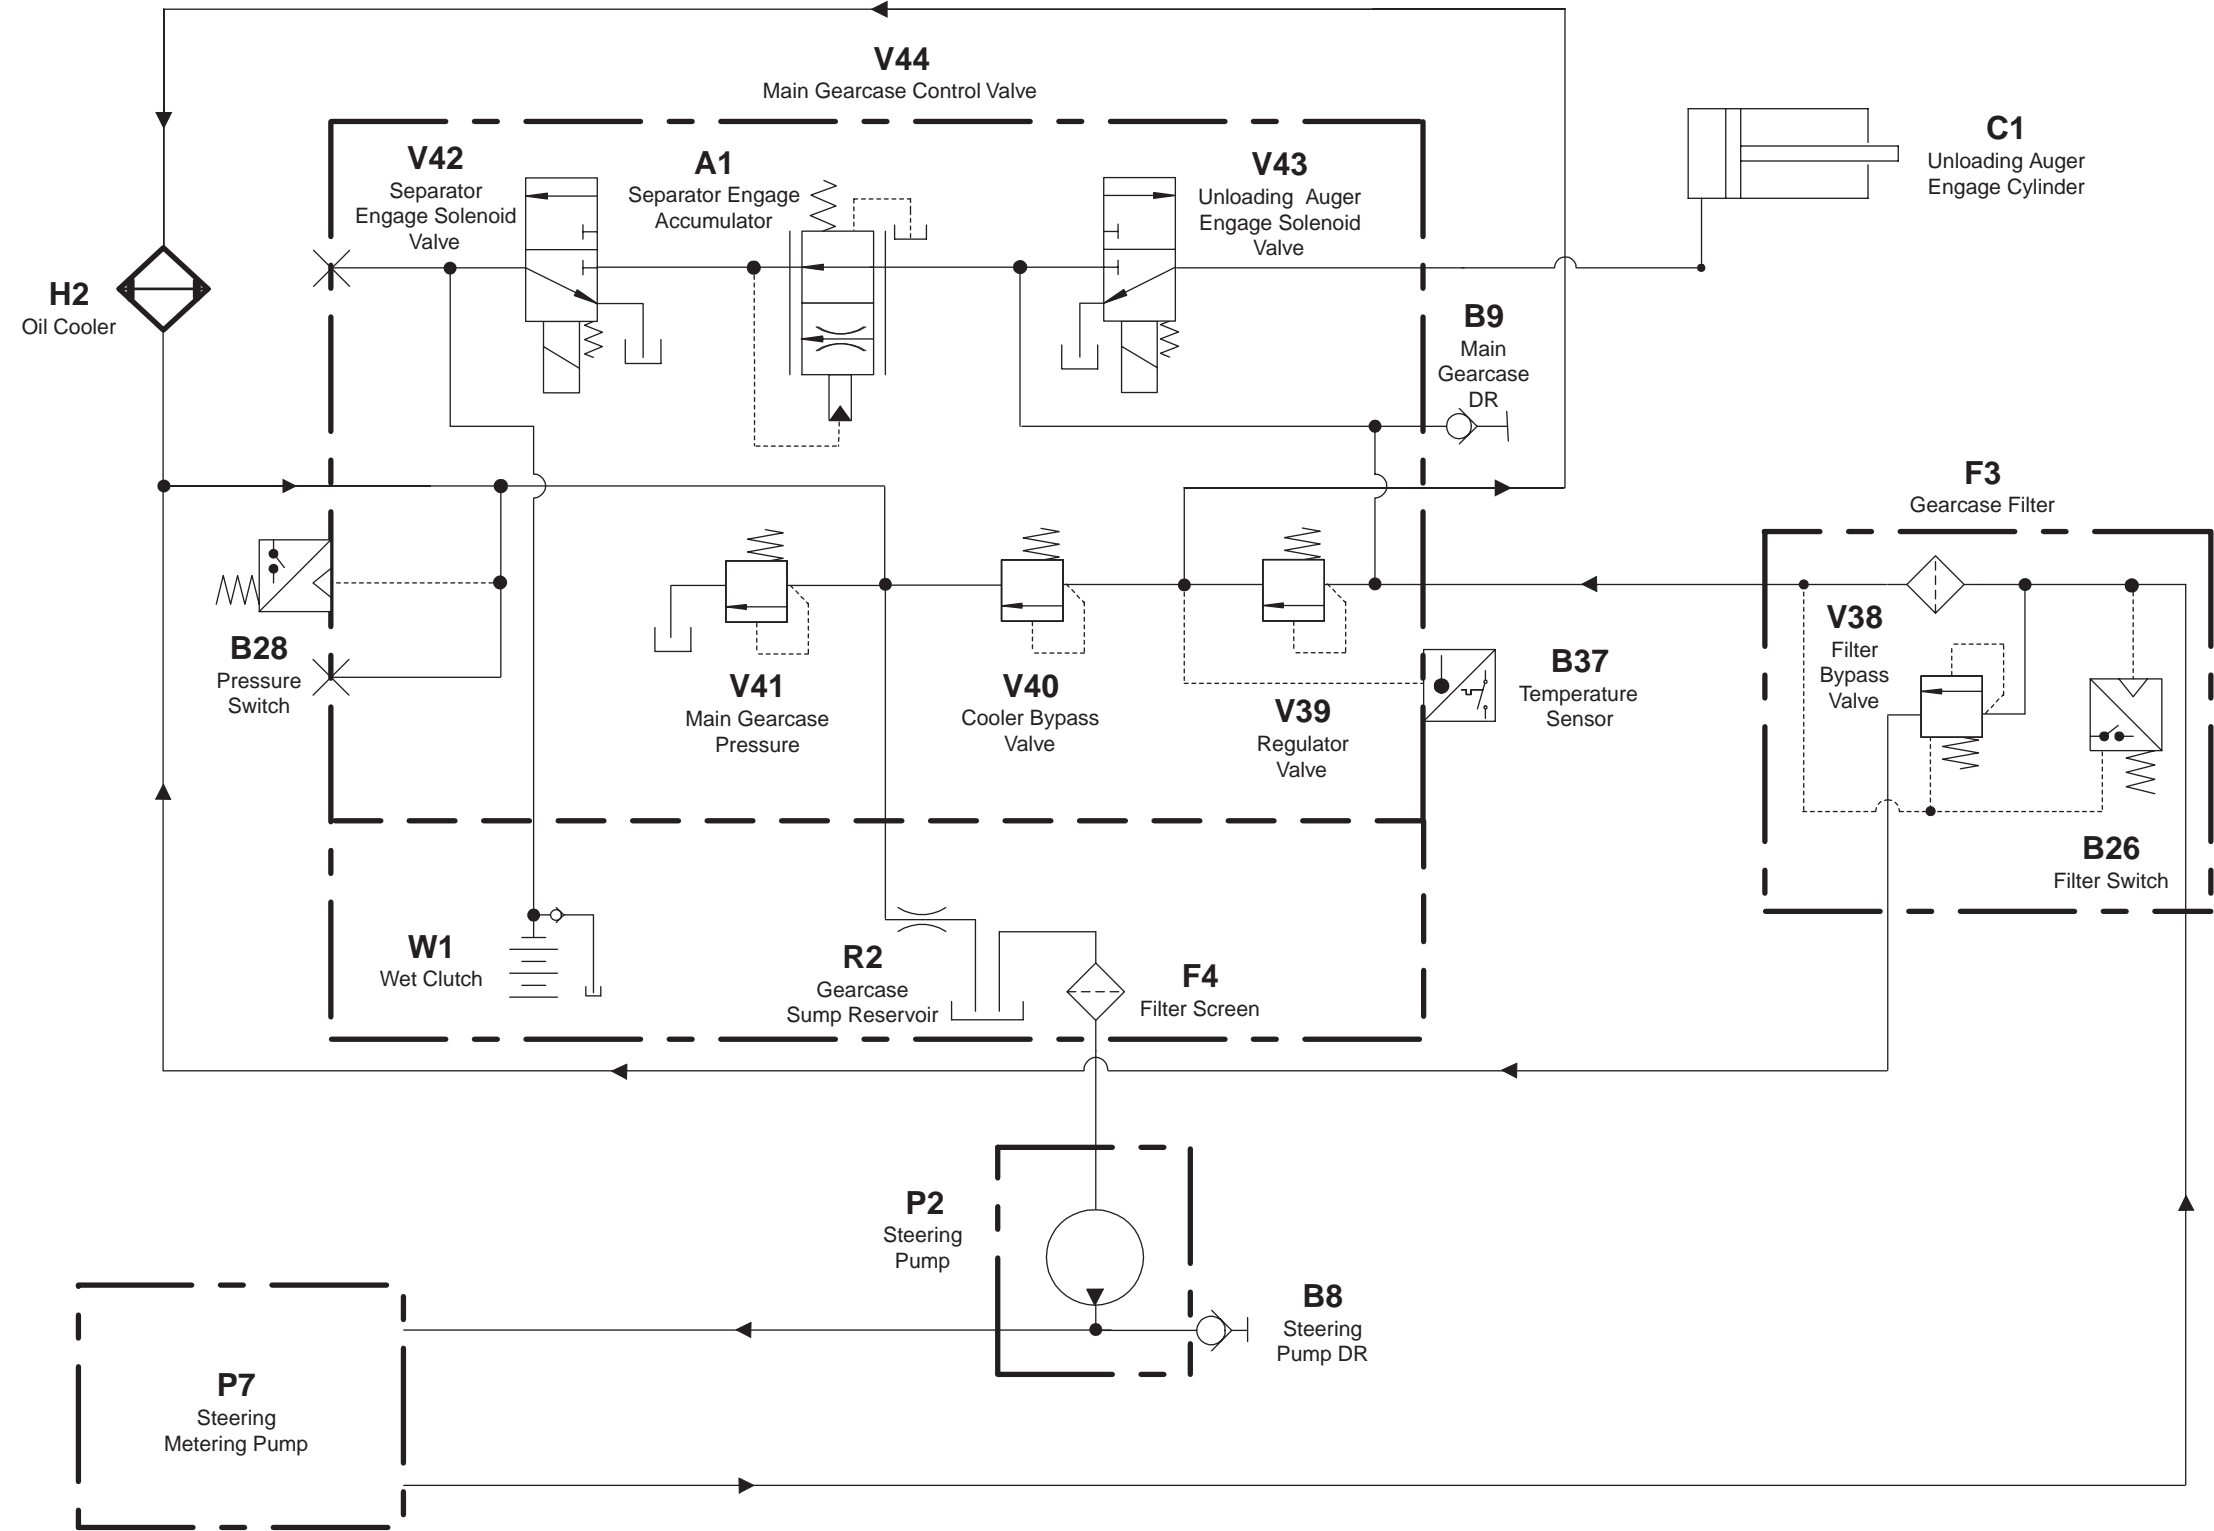 V44
Main Gearcase Control Valve
V42
Separator
Engage Solenoid
Valve
A1
Separator Engage
Accumulator
V43
Unloading Auger
Engage Solenoid
Valve
C1
Unloading Auger
Engage Cylinder
H2
Oil Cooler
B9
Main
Gearcase
DR
F3
Gearcase Filter
B28
Pressure
Switch
V41
Main Gearcase
Pressure
V40
Cooler Bypass
Valve
V39
Regulator
Valve
B37
Temperature
Sensor
V38
Filter
Bypass
Valve
B26
Filter Switch
W1
Wet Clutch
R2
Gearcase
Sump Reservoir
F4
Filter Screen
P2
Steering
Pump
B8
Steering
Pump DR
P7
Steering
Metering Pump